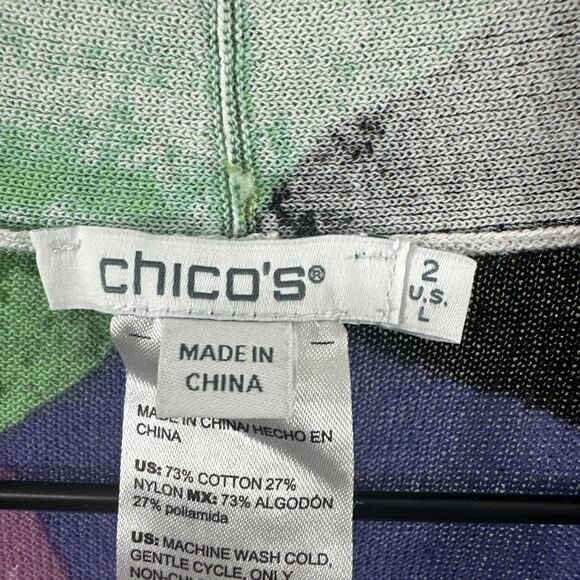 chico's®
2
U.S.
L
MADE IN
CHINA
MADE IN CHINA HECHO EN
CHINA
US: 73% COTTON 27%
NYLON MX: 73% ALGODÓN
27% poliamida
US: MACHINE WASH COLD,
GENTLE CYCLE, ONLY